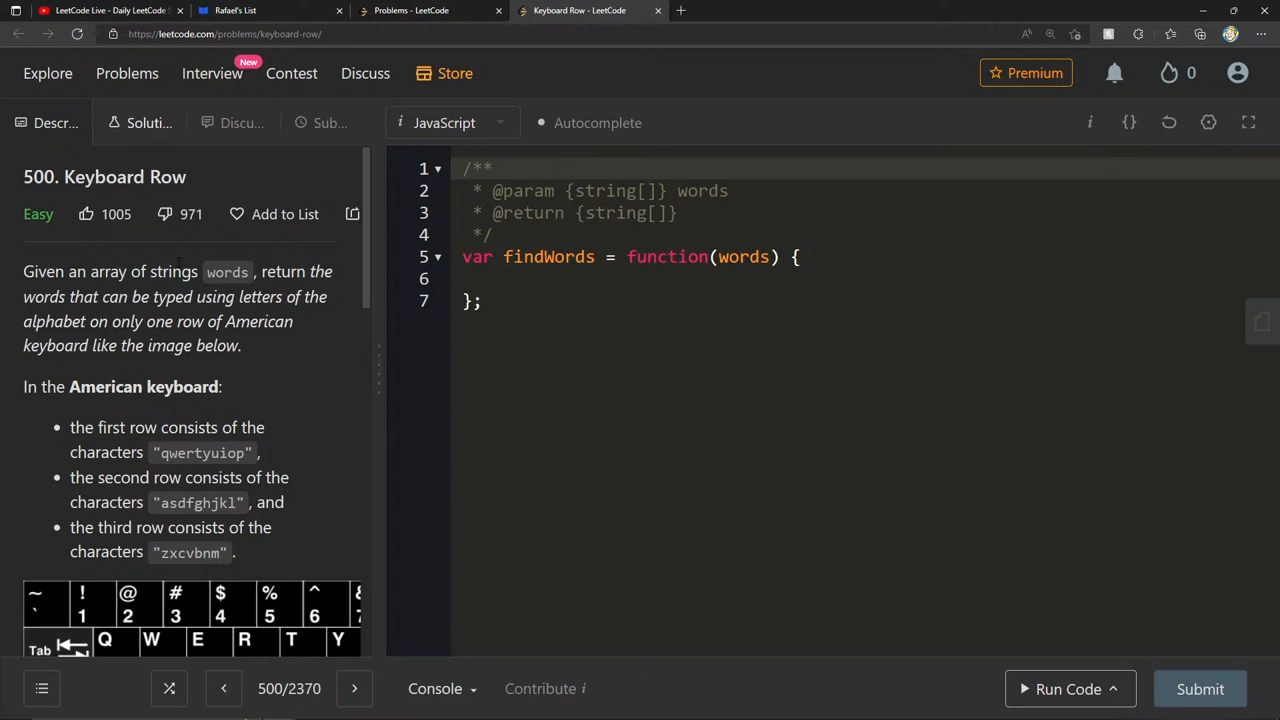 LeetCode Live - Daily LeetCode
Rafael's List
Problems - LeetCode
Keyboard Row - LeetCode
https://leetcode.com/problems/keyboard-row/
Explore
Problems
Interview
New
Contest
Discuss
Store
Premium
0
Descr...
Soluti...
Discu...
Sub...
i JavaScript
Autocomplete
500. Keyboard Row
Easy
1005
971
Add to List
Given an array of strings words, return the
words that can be typed using letters of the
alphabet on only one row of American
keyboard like the image below.
In the American keyboard:
• the first row consists of the
characters "qwertyuiop",
• the second row consists of the
characters "asdfghjkl", and
• the third row consists of the
characters "zxcvbnm".
~ ! @ # $ % ^
` 1 2 3 4 5 6
Tab Q W E R T Y
1 /**
2 * @param {string[]} words
3 * @return {string[]}
4 */
5 var findWords = function(words) {
6
7 };
500/2370
Console
Contribute i
Run Code
Submit